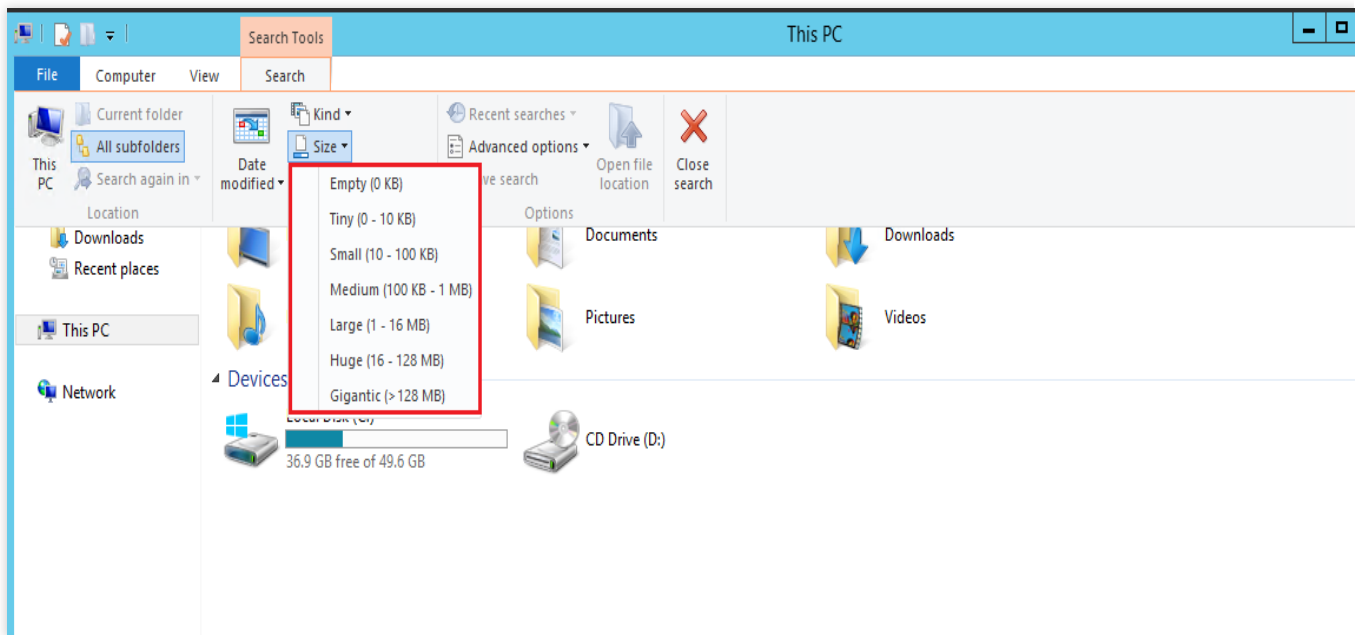 Search Tools
This PC
File
Computer
View
Search
This
PC
Current folder
All subfolders
Search again in
Location
Date
modified
Kind
Size
Recent searches
Advanced options
ve search
Options
Open file
location
Close
search
Empty (0 KB)
Tiny (0 - 10 KB)
Small (10 - 100 KB)
Medium (100 KB - 1 MB)
Large (1 - 16 MB)
Huge (16 - 128 MB)
Gigantic (>128 MB)
Downloads
Recent places
This PC
Network
Documents
Downloads
Pictures
Videos
Devices
36.9 GB free of 49.6 GB
CD Drive (D:)